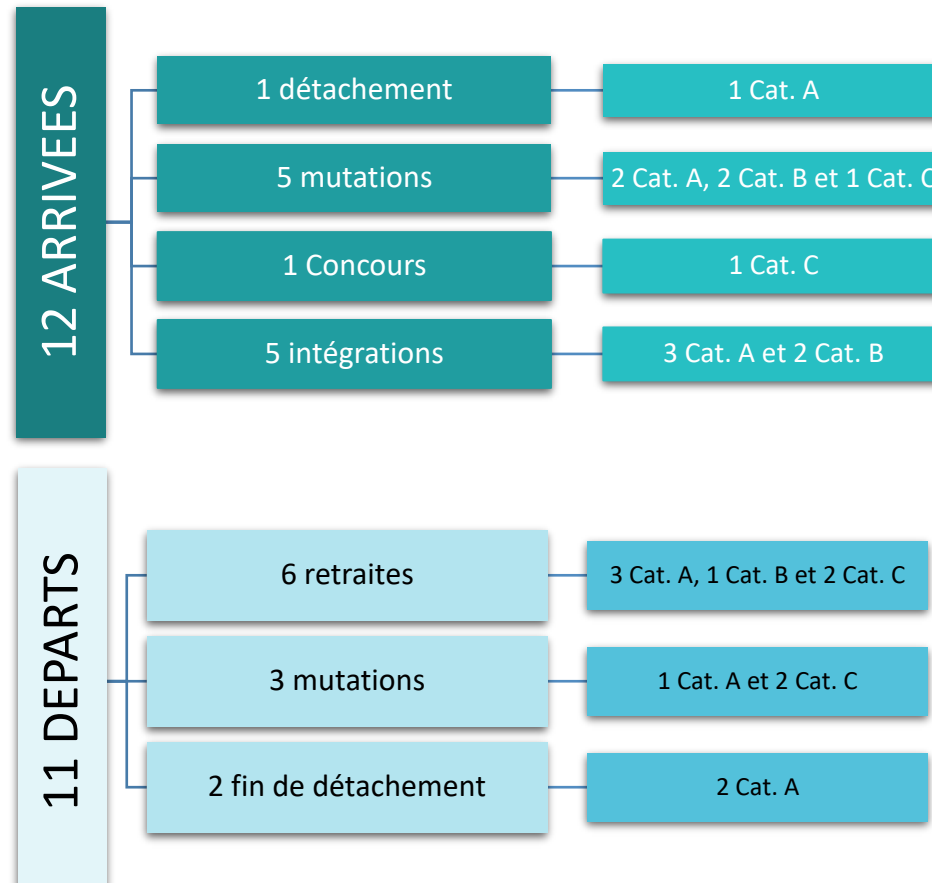 12 ARRIVEES
1 détachement
1 Cat. A
5 mutations
2 Cat. A, 2 Cat. B et 1 Cat. C
1 Concours
1 Cat. C
5 intégrations
3 Cat. A et 2 Cat. B
11 DEPARTS
6 retraites
3 Cat. A, 1 Cat. B et 2 Cat. C
3 mutations
1 Cat. A et 2 Cat. C
2 fin de détachement
2 Cat. A